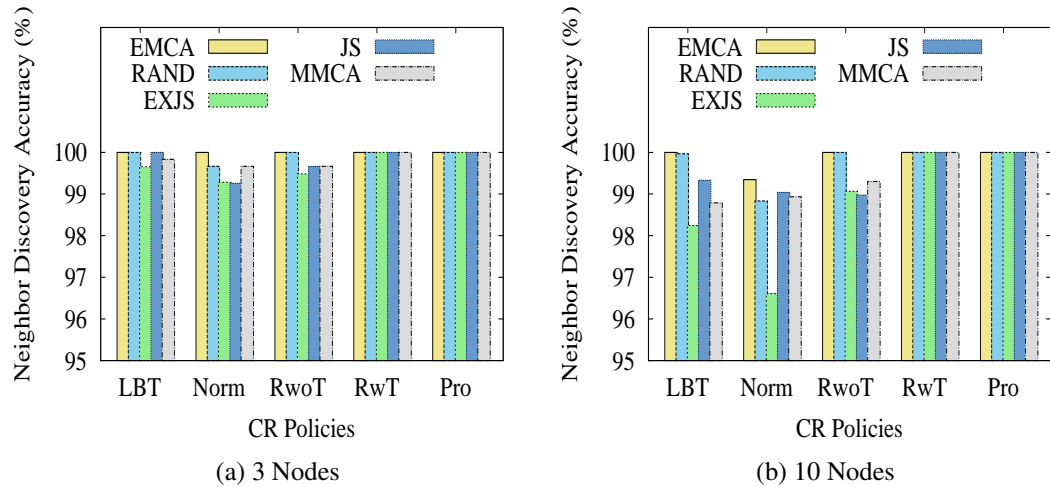 Neighbor Discovery Accuracy (%)
EMCA
RAND
EXJS
JS
MMCA
100
99
98
97
96
95
LBT Norm RwoT RwT Pro
CR Policies
(a) 3 Nodes
Neighbor Discovery Accuracy (%)
EMCA
RAND
EXJS
JS
MMCA
100
99
98
97
96
95
LBT Norm RwoT RwT Pro
CR Policies
(b) 10 Nodes